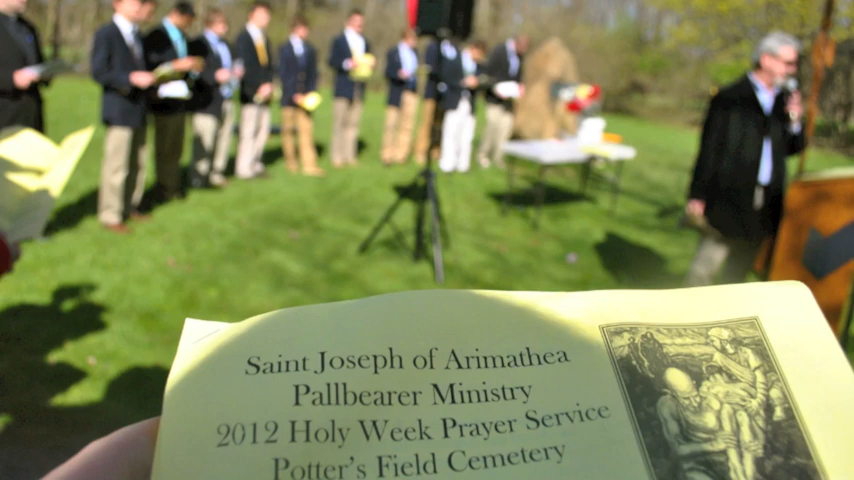 Saint Joseph of Arimathea
Pallbearer Ministry
2012 Holy Week Prayer Service
Potter's Field Cemetery